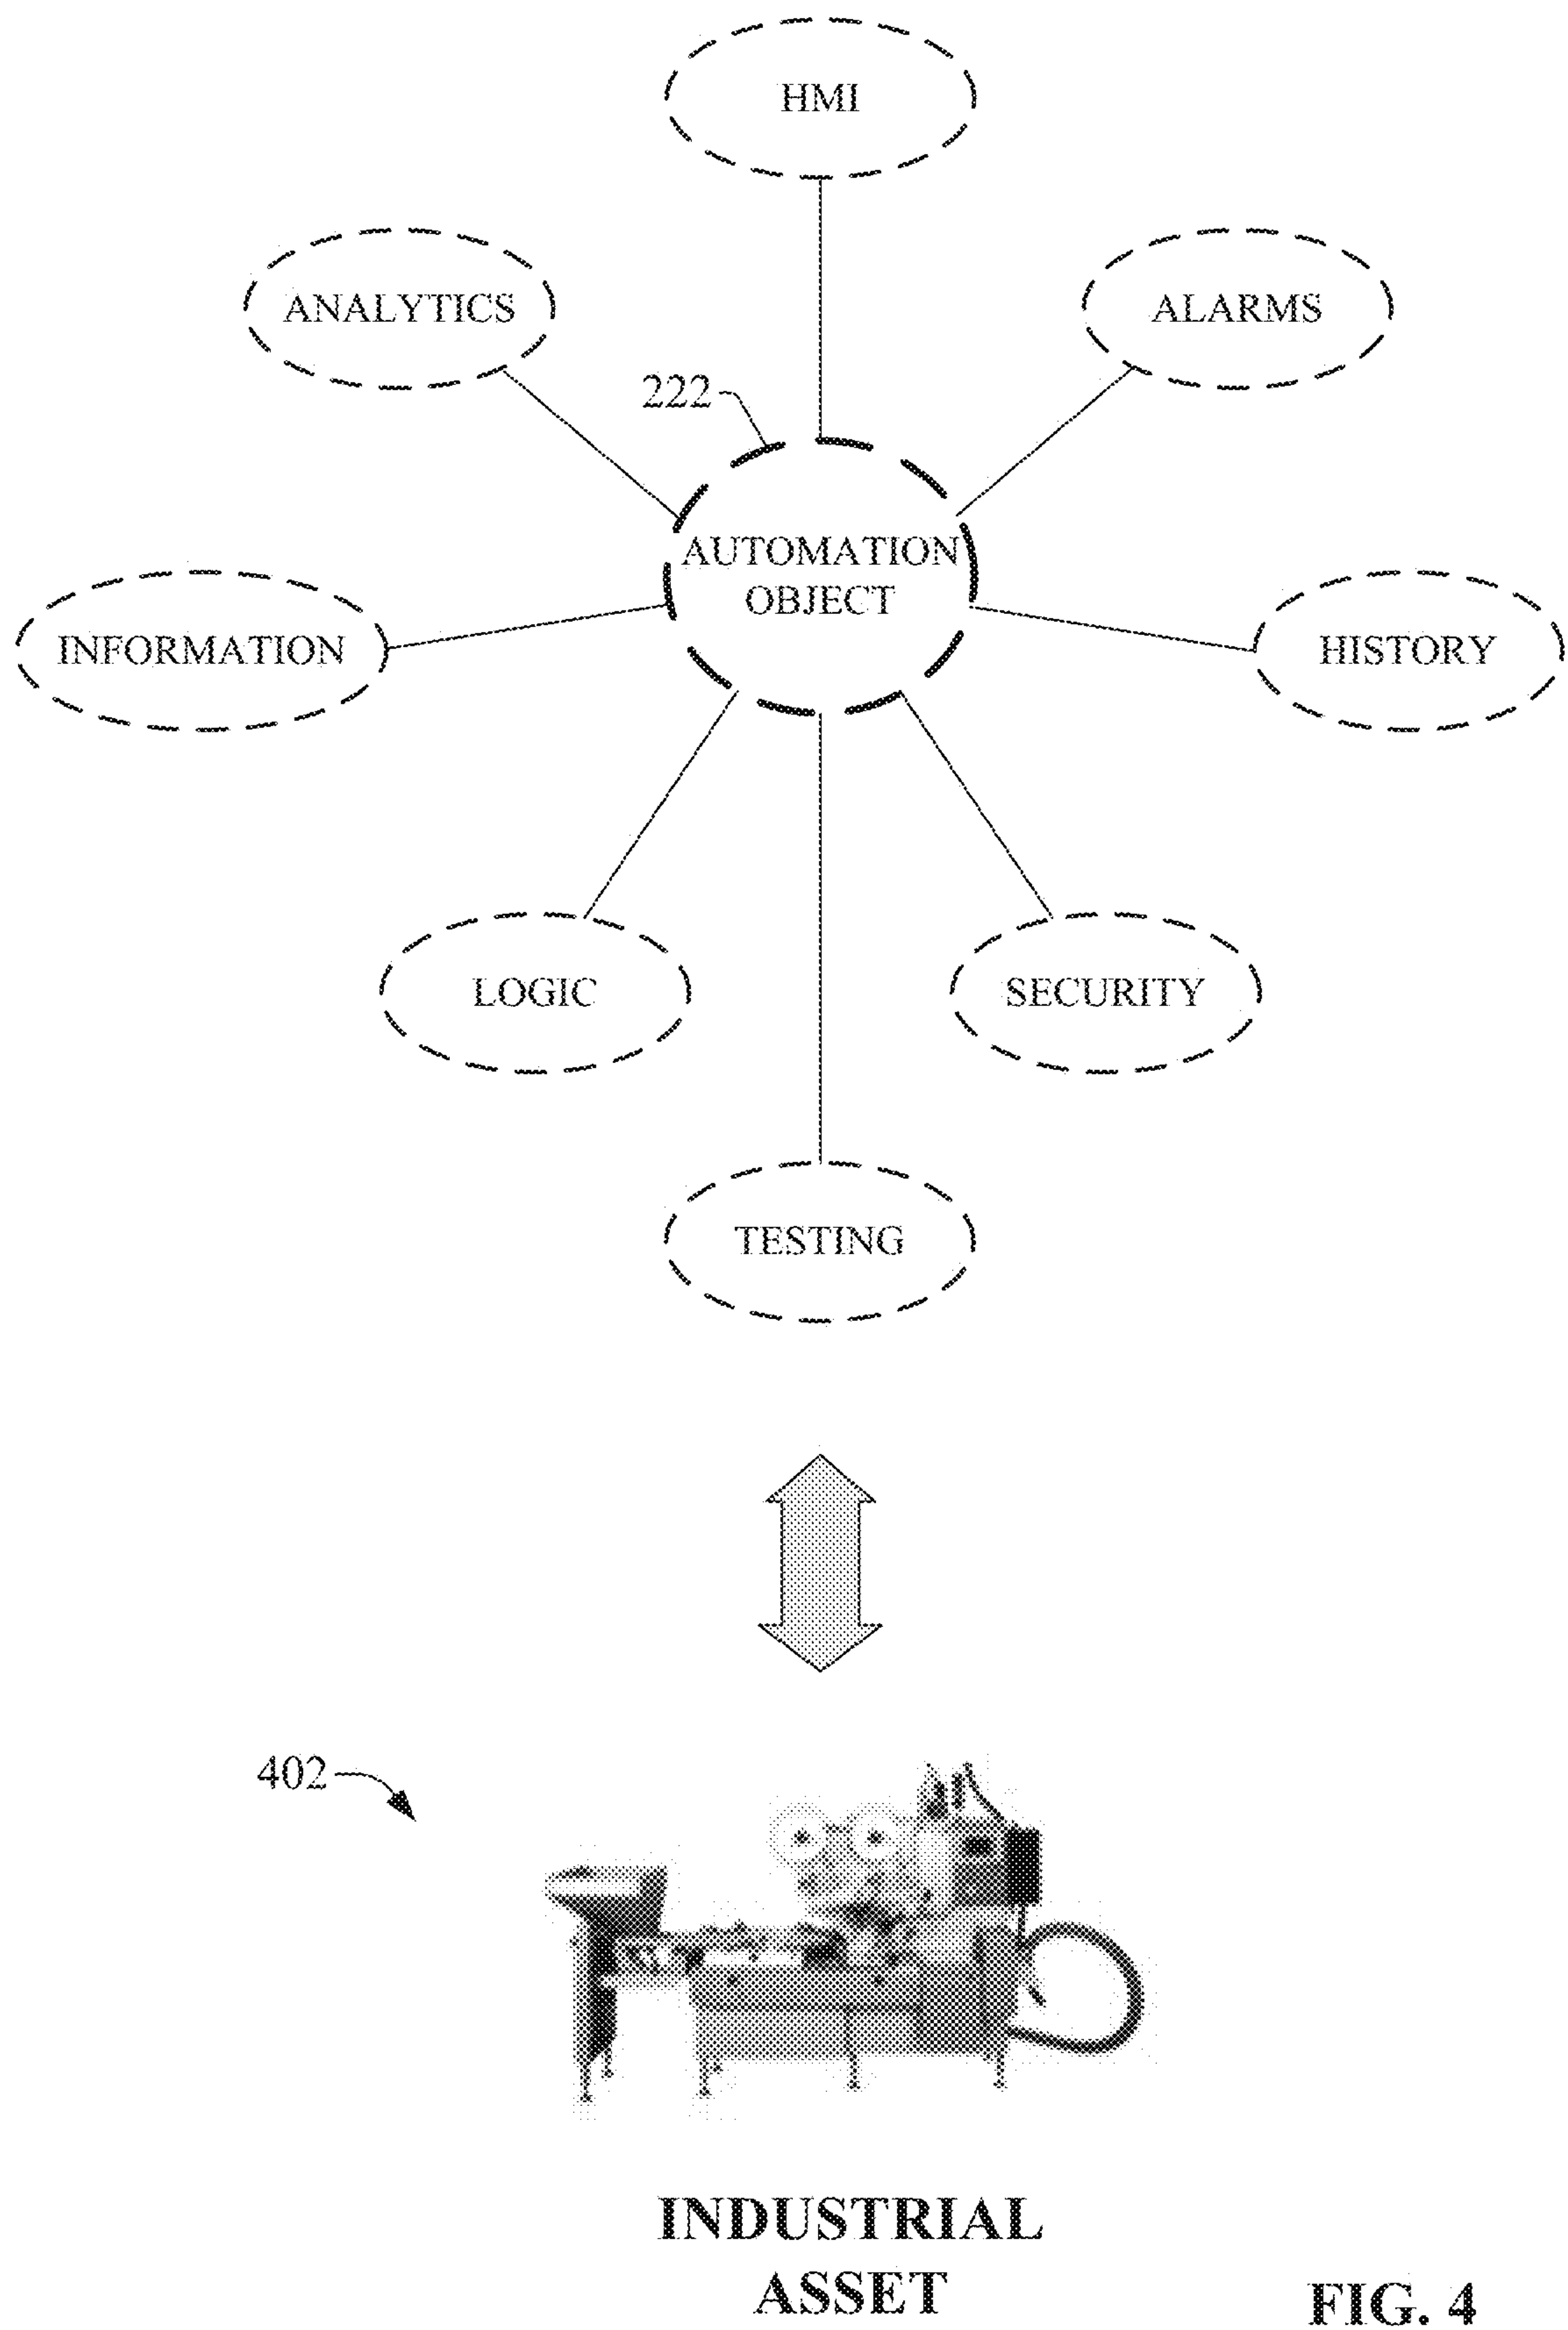 HMI
ANALYTICS
ALARMS
222
AUTOMATION
OBJECT
INFORMATION
HISTORY
LOGIC
SECURITY
TESTING
402
INDUSTRIAL
ASSET
FIG. 4